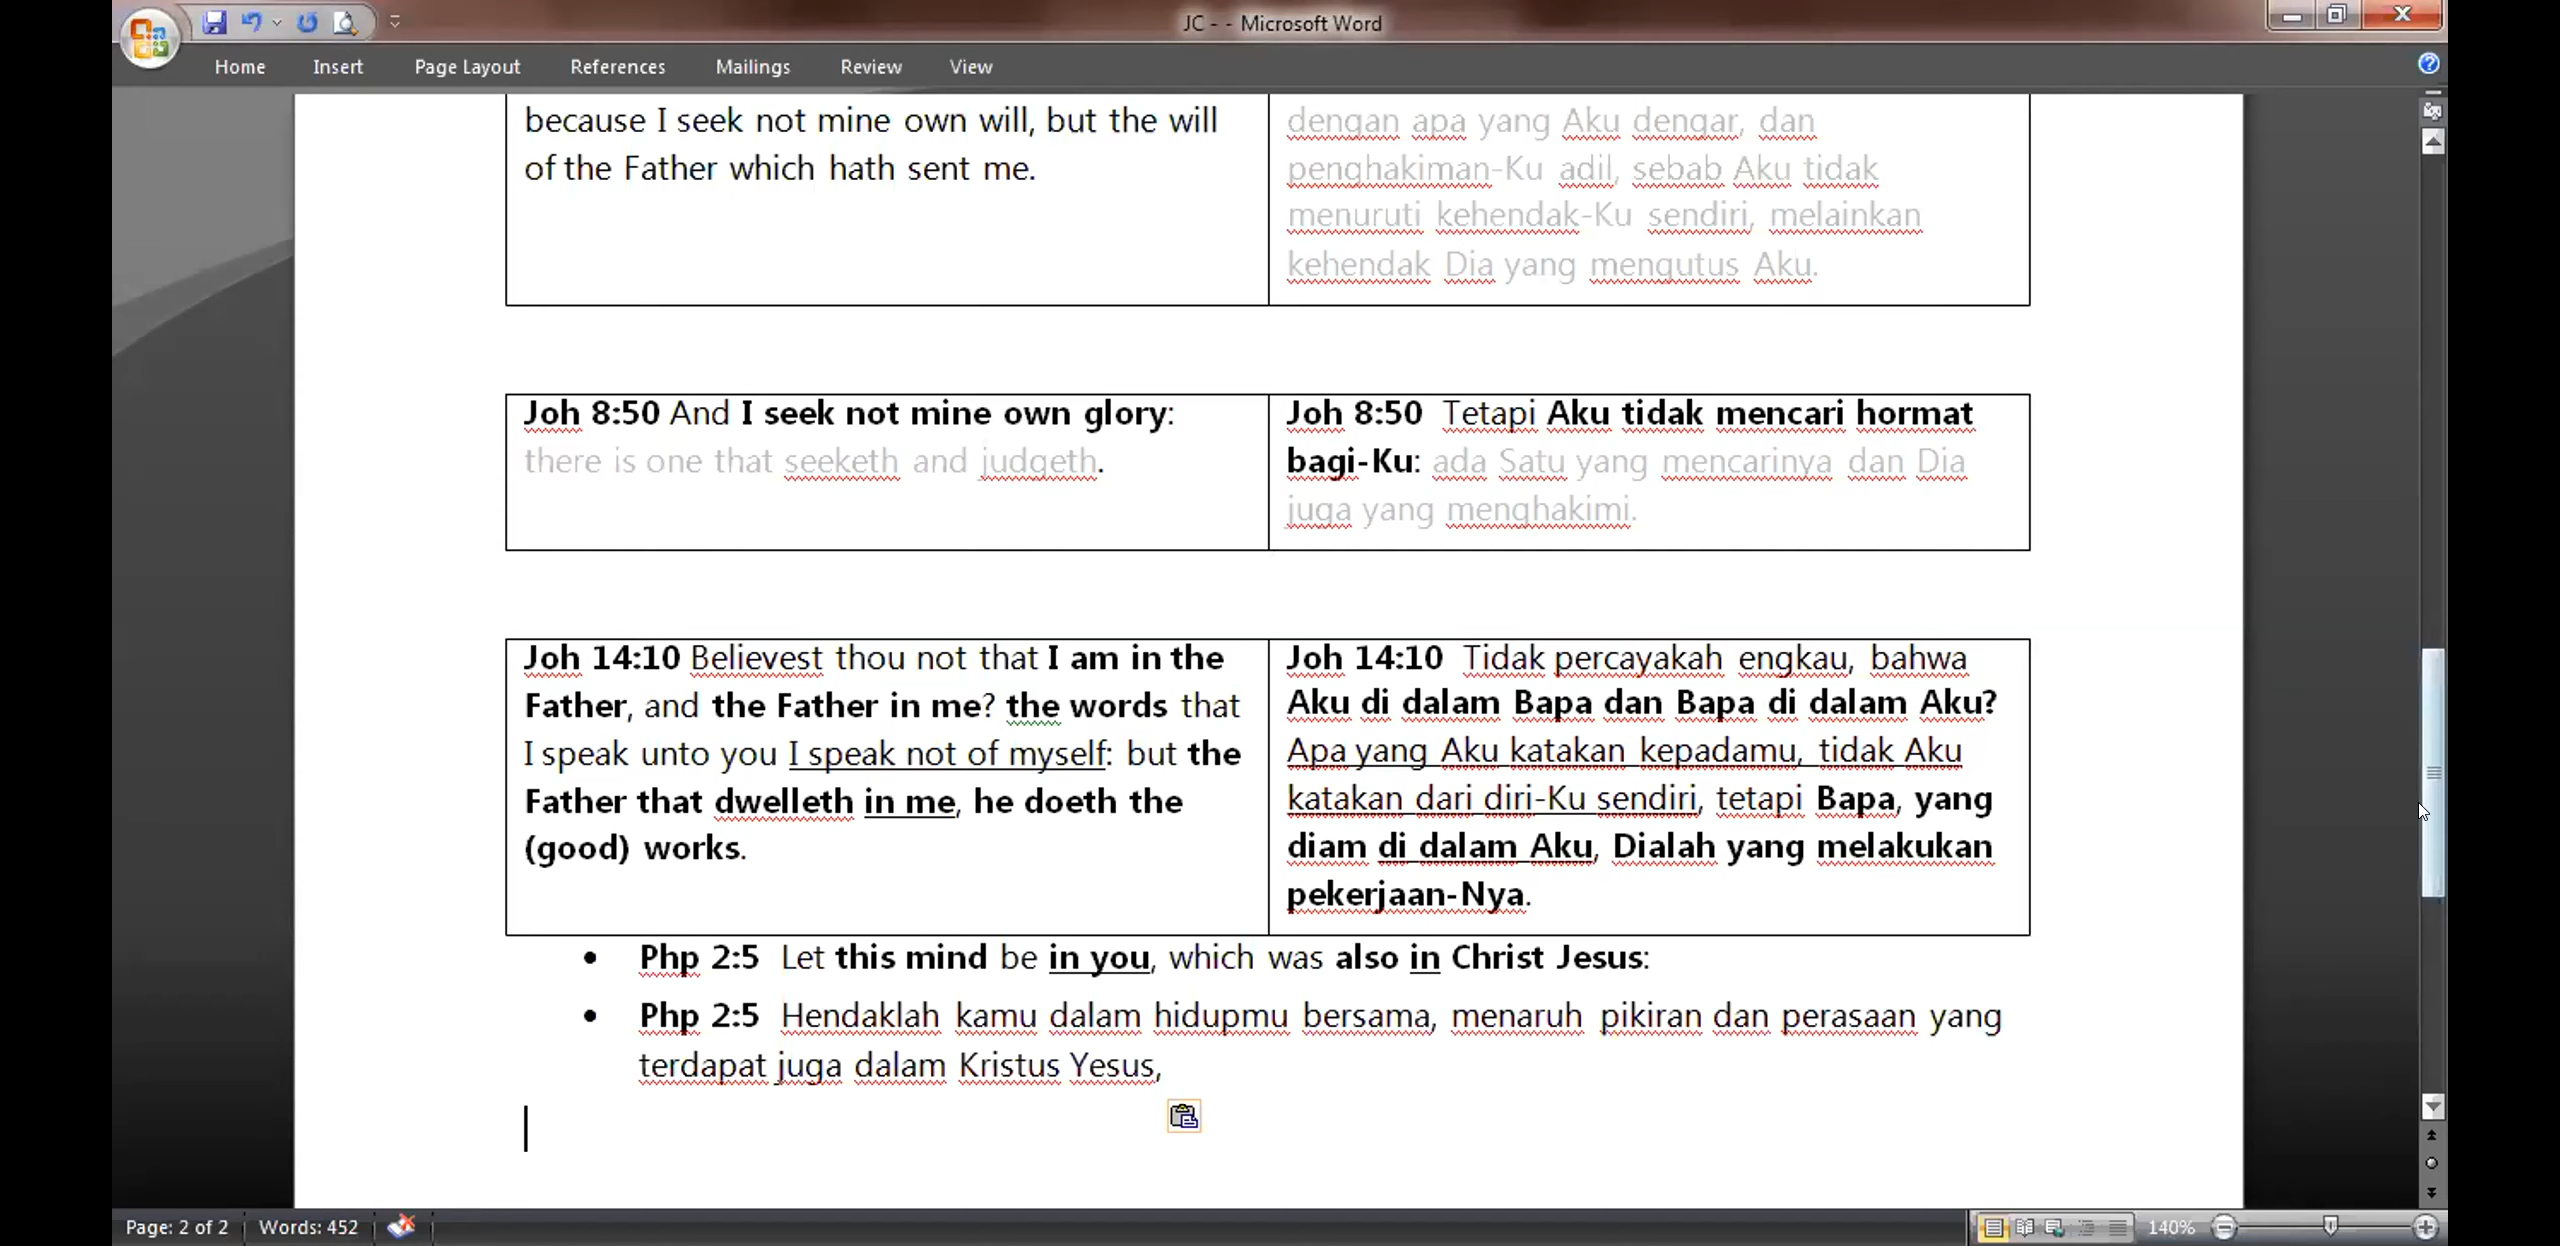 JC - - Microsoft Word
Home Insert Page Layout References Mailings Review View
because I seek not mine own will, but the will
of the Father which hath sent me.
dengan apa yang Aku dengar, dan
penghakiman-Ku adil, sebab Aku tidak
menuruti kehendak-Ku sendiri, melainkan
kehendak Dia yang mengutus Aku.
Joh 8:50 And I seek not mine own glory:
there is one that seeketh and judgeth.
Joh 8:50 Tetapi Aku tidak mencari hormat
bagi-Ku: ada Satu yang mencarinya dan Dia
juga yang menghakimi.
Joh 14:10 Believest thou not that I am in the
Father, and the Father in me? the words that
I speak unto you I speak not of myself: but the
Father that dwelleth in me, he doeth the
(good) works.
Joh 14:10 Tidak percayakah engkau, bahwa
Aku di dalam Bapa dan Bapa di dalam Aku?
Apa yang Aku katakan kepadamu, tidak Aku
katakan dari diri-Ku sendiri, tetapi Bapa, yang
diam di dalam Aku, Dialah yang melakukan
pekerjaan-Nya.
• Php 2:5 Let this mind be in you, which was also in Christ Jesus:
• Php 2:5 Hendaklah kamu dalam hidupmu bersama, menaruh pikiran dan perasaan yang
terdapat juga dalam Kristus Yesus,
Page: 2 of 2 Words: 452 140%